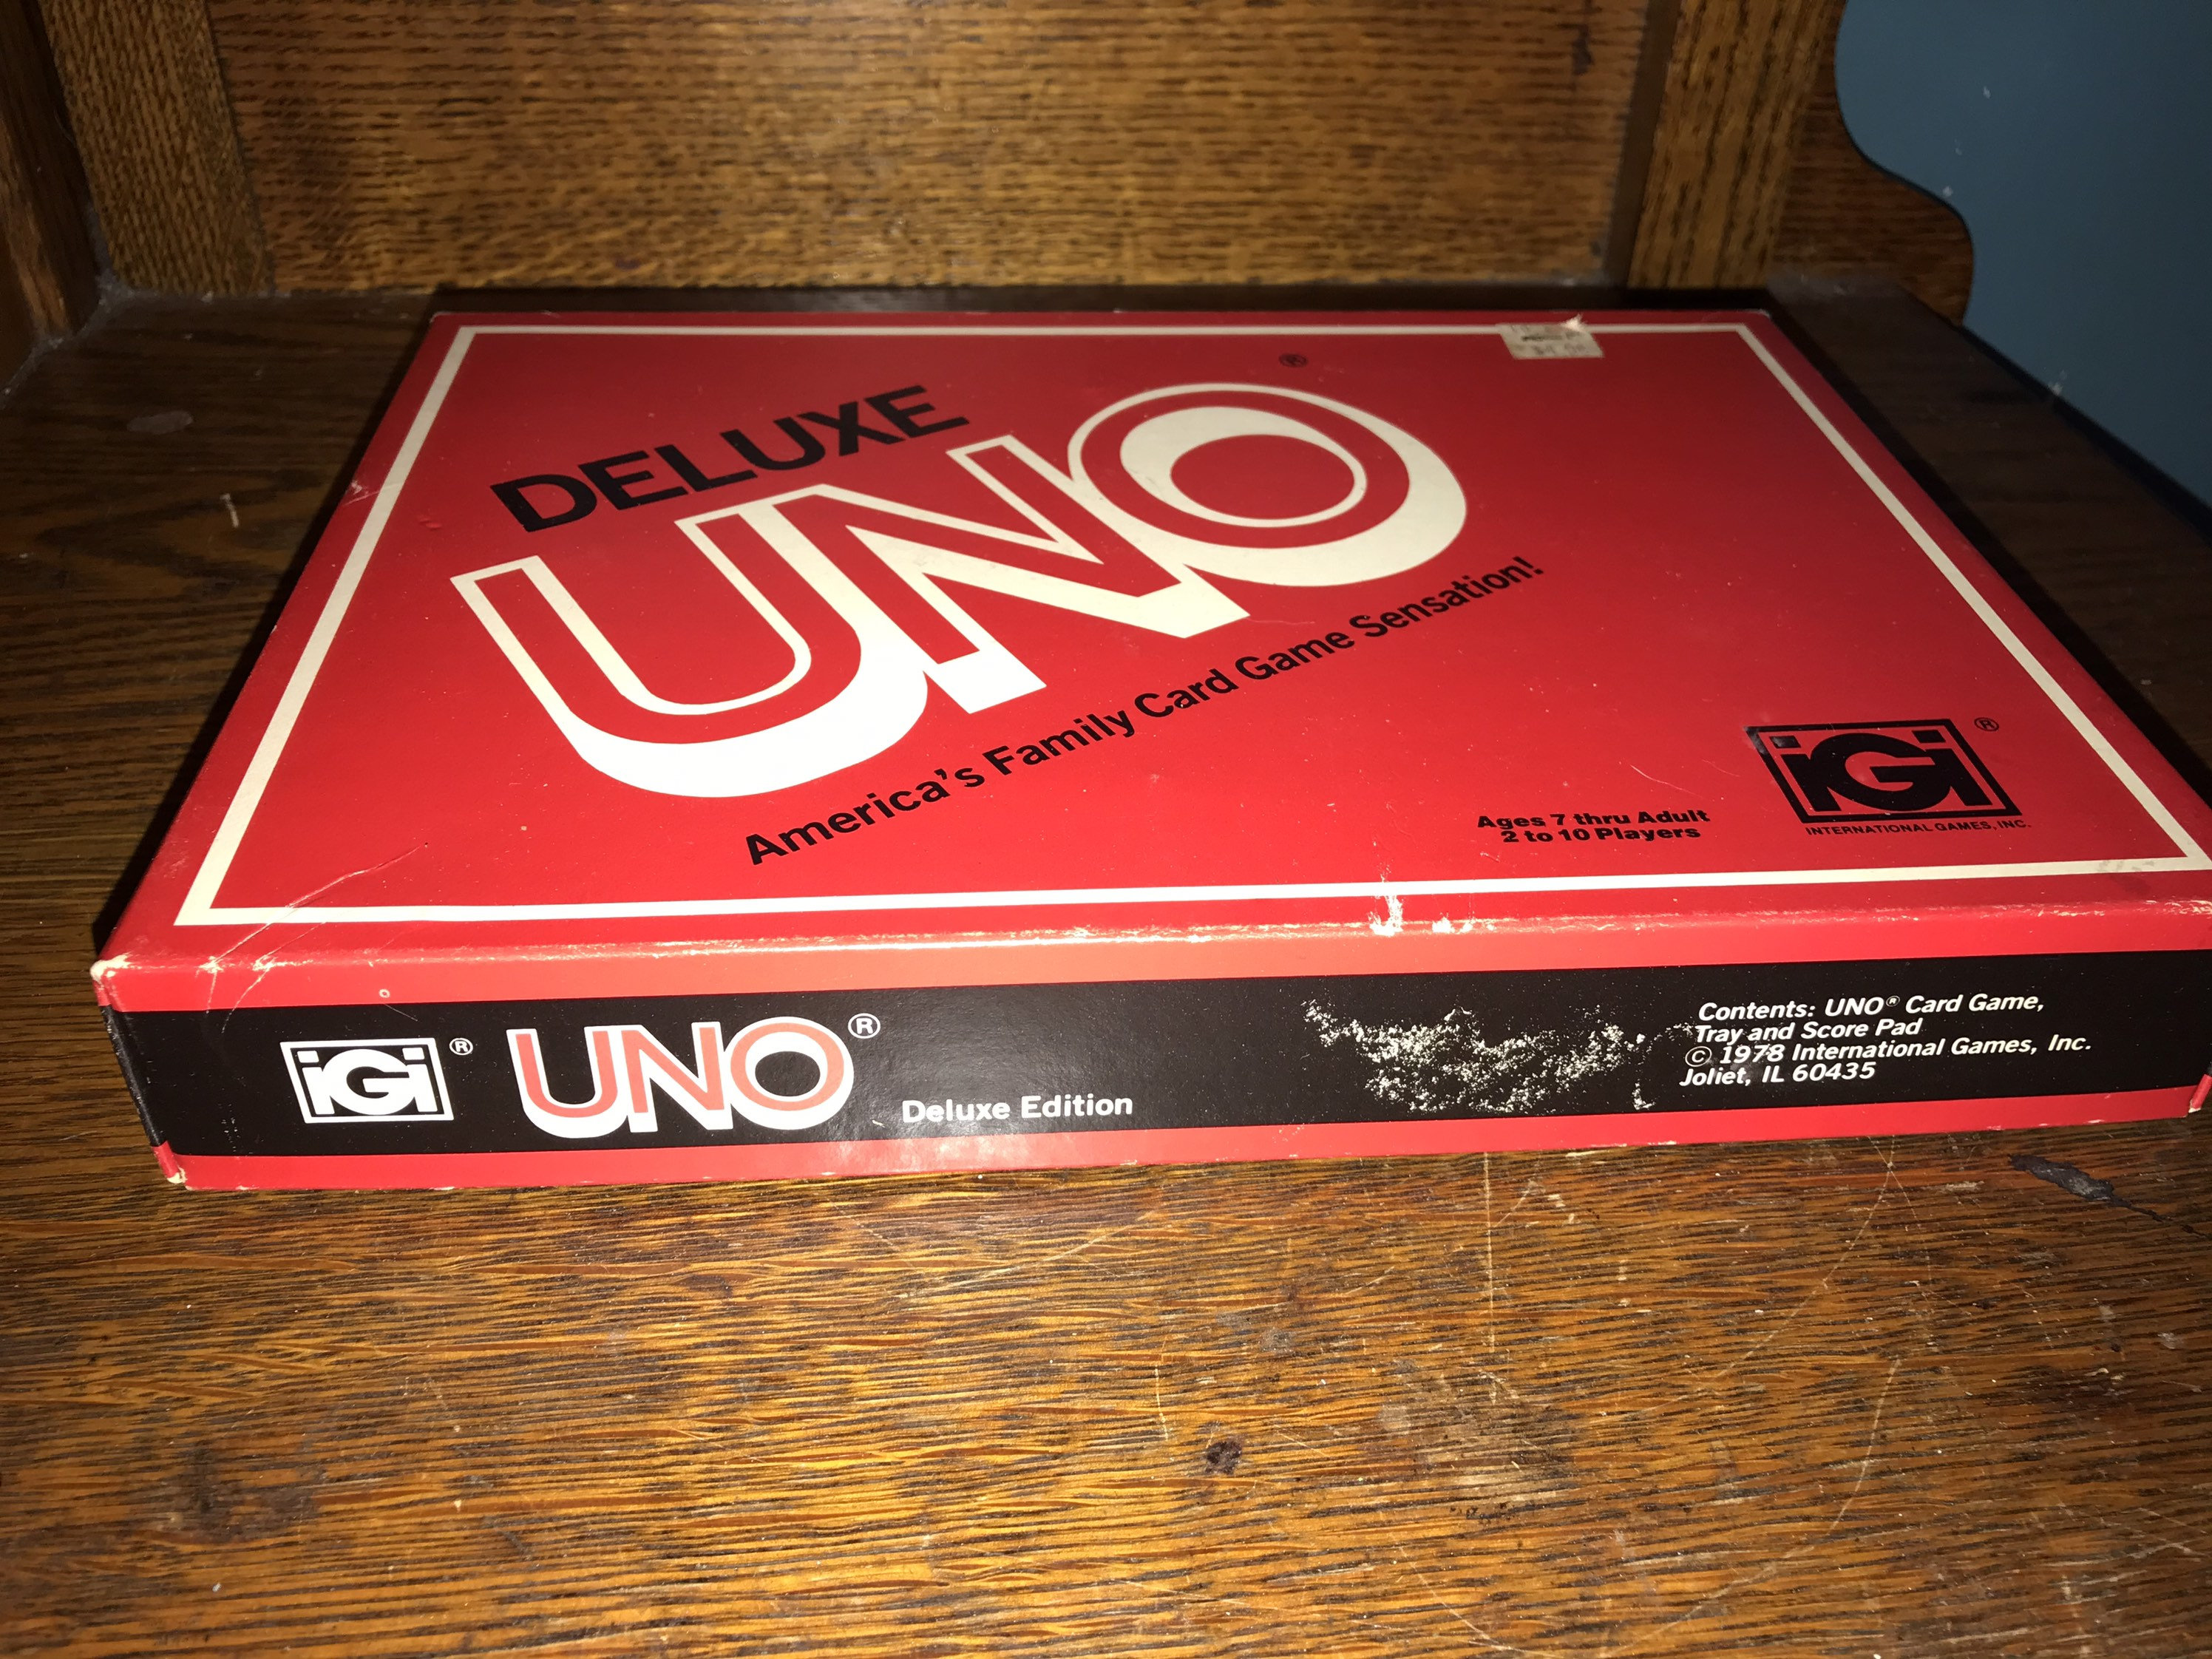 DELUXE
UNO®
America's Family Card Game Sensation!
Ages 7 thru Adult
2 to 10 Players
iGi®
INTERNATIONAL GAMES, INC.
iGi® UNO® Deluxe Edition
Contents: UNO® Card Game,
Tray and Score Pad
© 1978 International Games, Inc.
Joliet, IL 60435